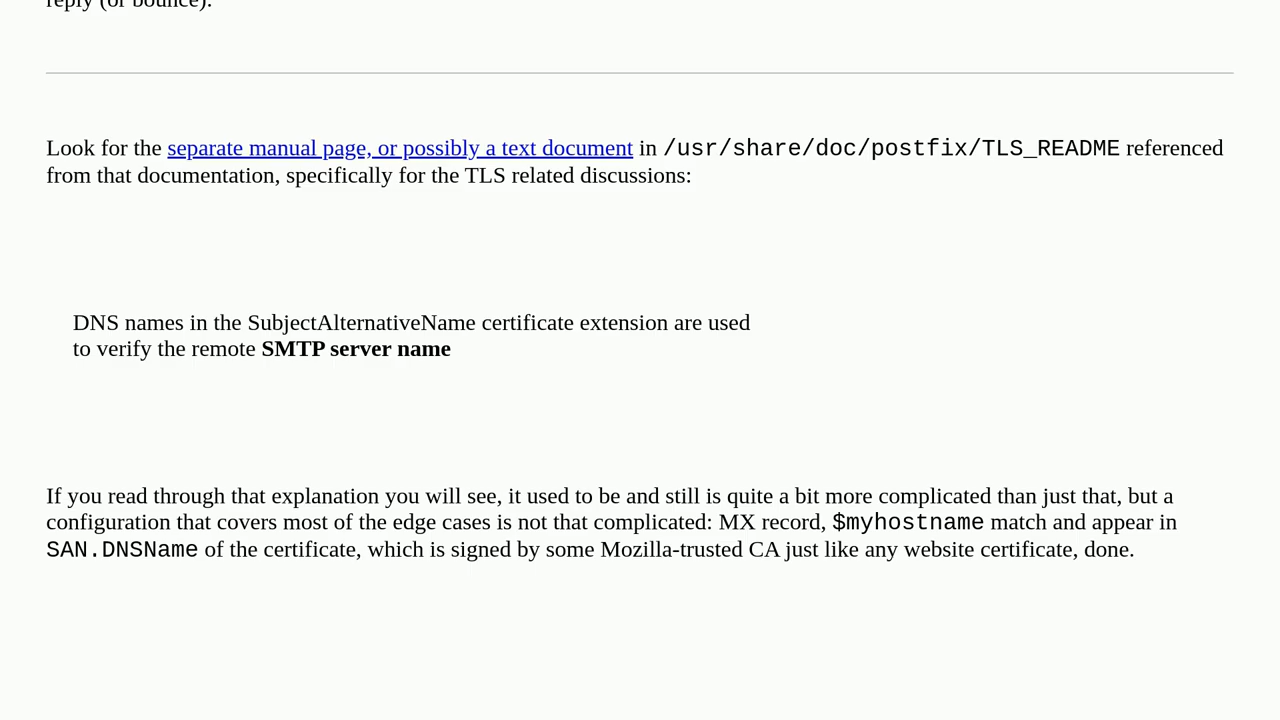 reply (or bounce).
Look for the separate manual page, or possibly a text document in /usr/share/doc/postfix/TLS_README referenced
from that documentation, specifically for the TLS related discussions:
DNS names in the SubjectAlternativeName certificate extension are used
to verify the remote SMTP server name
If you read through that explanation you will see, it used to be and still is quite a bit more complicated than just that, but a
configuration that covers most of the edge cases is not that complicated: MX record, $myhostname match and appear in
SAN.DNSName of the certificate, which is signed by some Mozilla-trusted CA just like any website certificate, done.